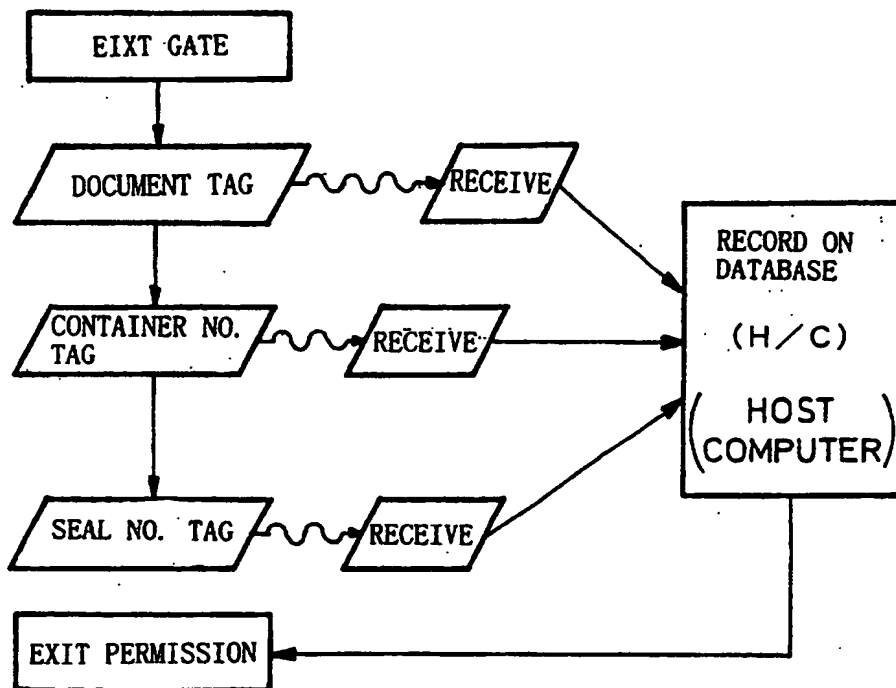 EIXT GATE
DOCUMENT TAG
RECEIVE
CONTAINER NO.
TAG
RECEIVE
SEAL NO. TAG
RECEIVE
RECORD ON
DATABASE
(H/C)
(HOST
COMPUTER)
EXIT PERMISSION